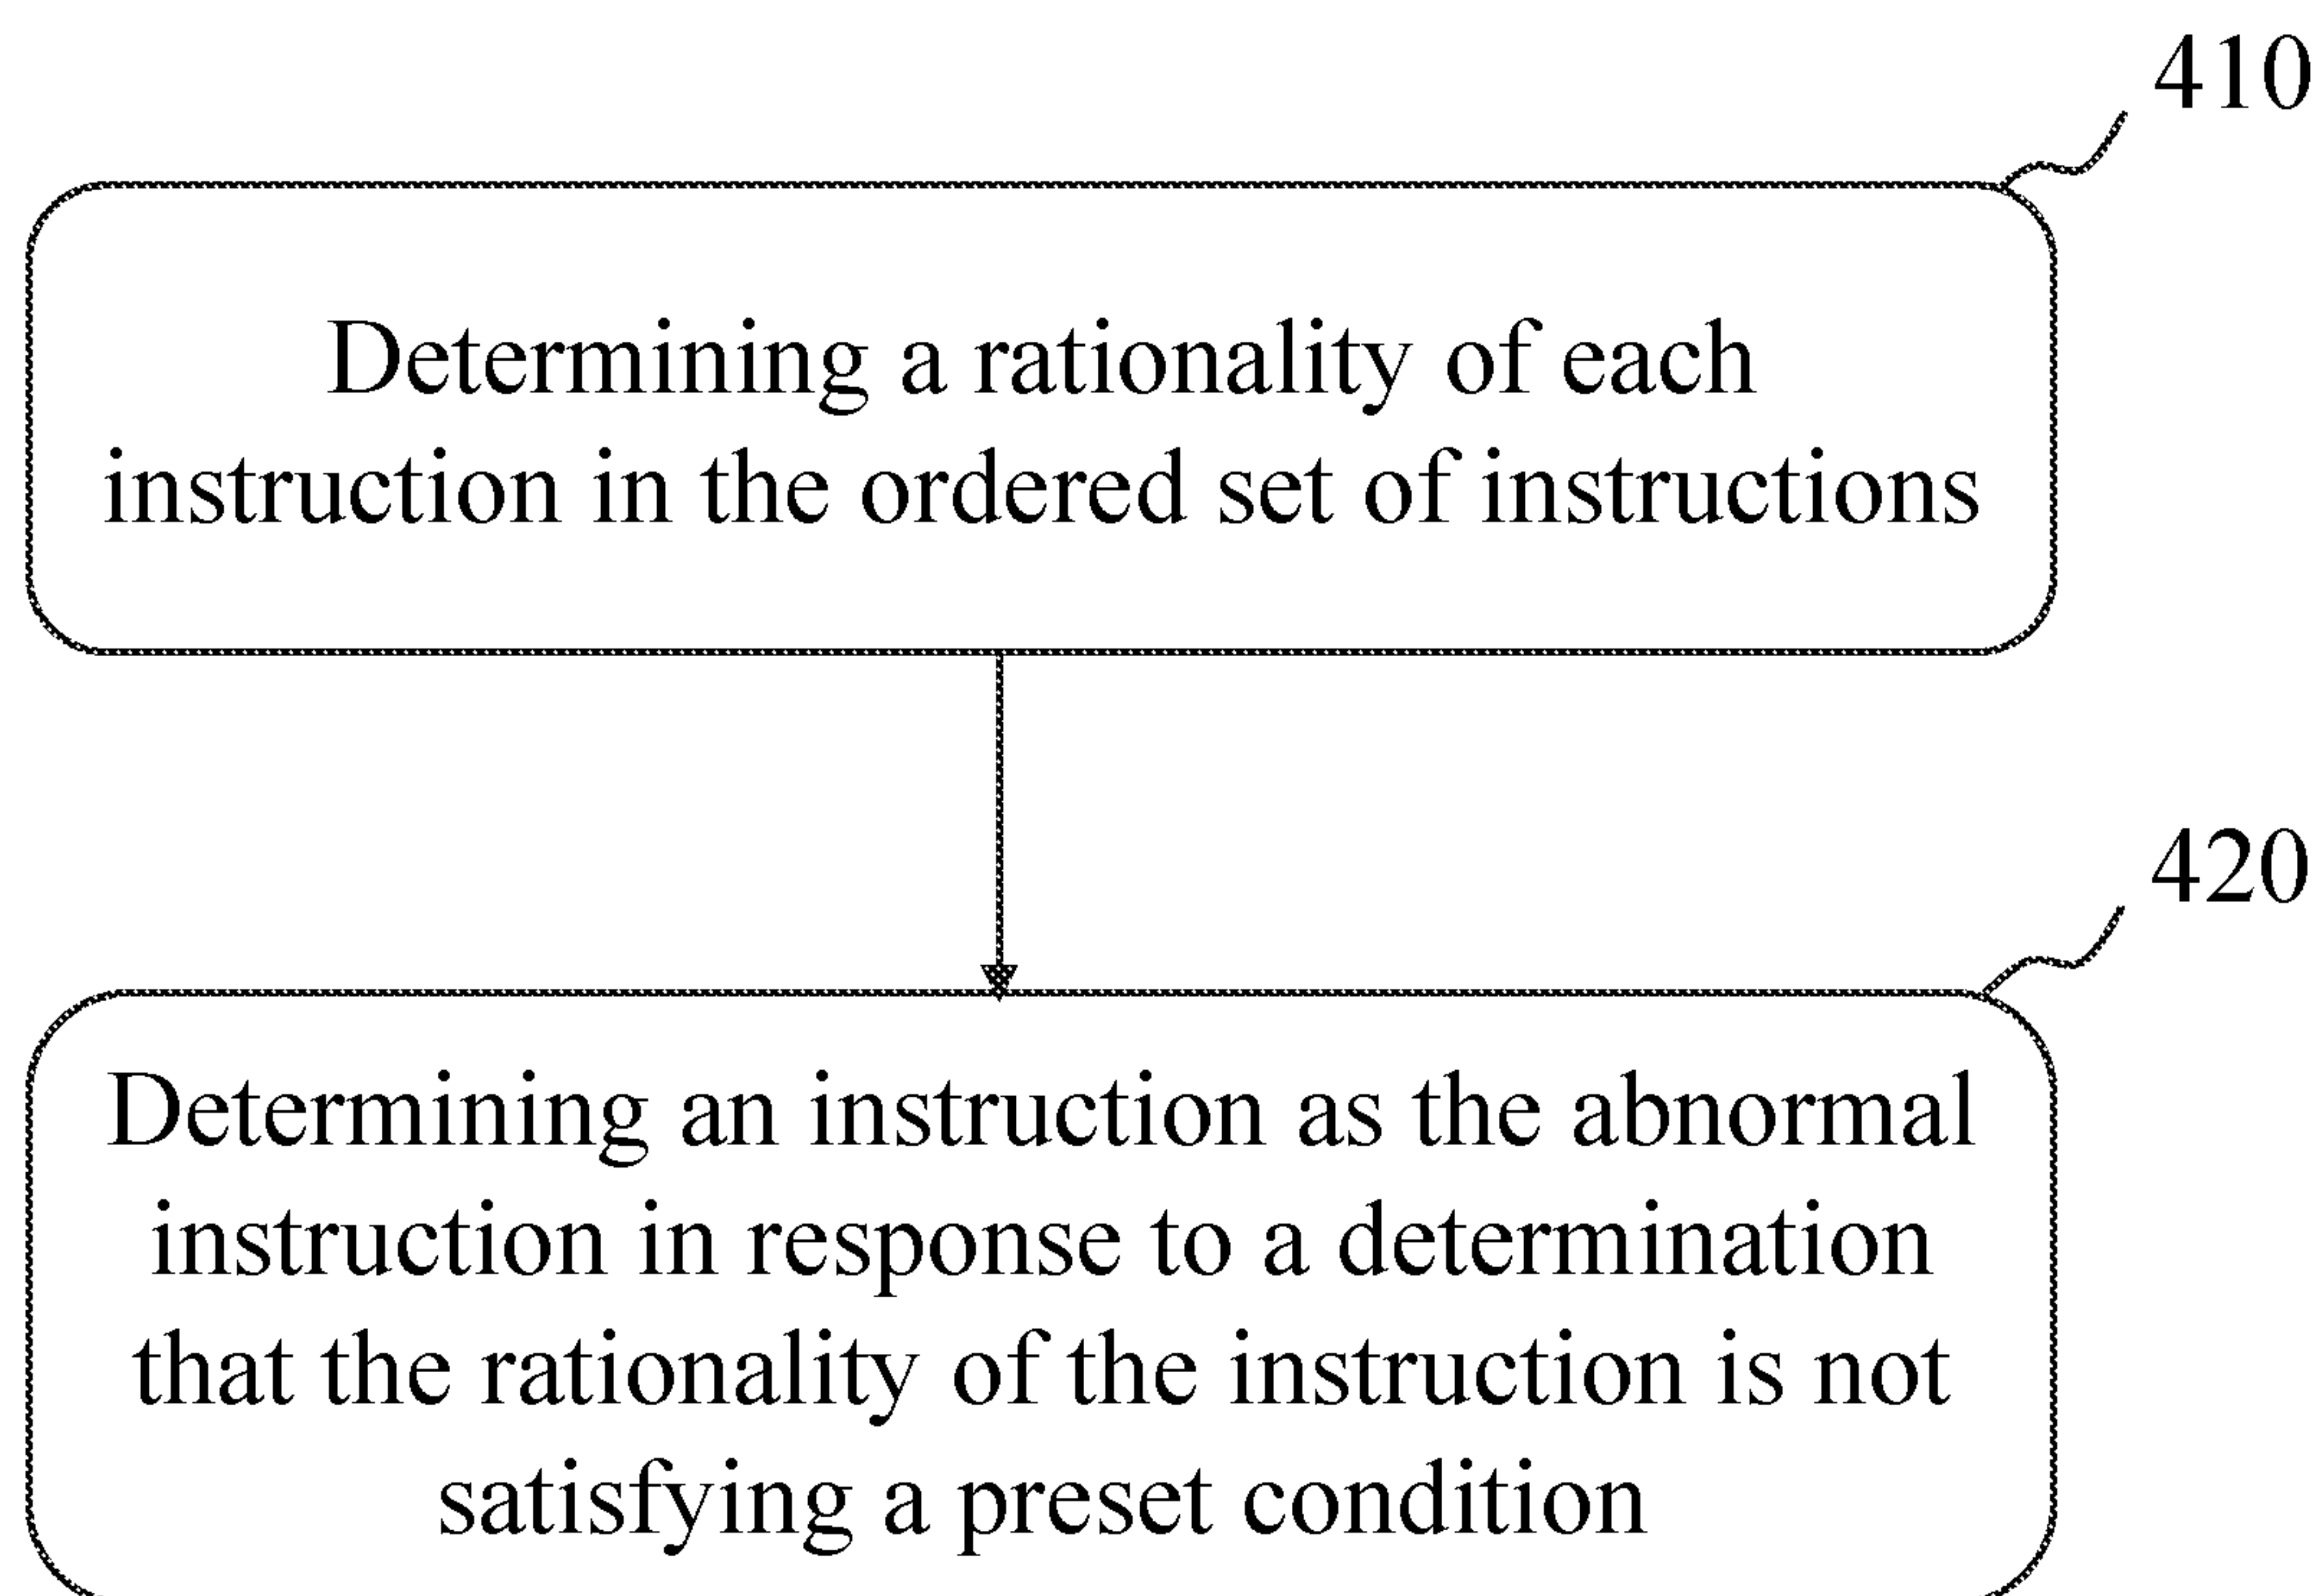 410
Determining a rationality of each
instruction in the ordered set of instructions
420
Determining an instruction as the abnormal
instruction in response to a determination
that the rationality of the instruction is not
satisfying a preset condition